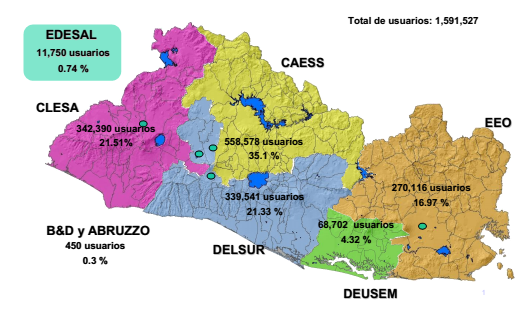 Total de usuarios: 1,591,527
EDESAL
11,750 usuarios
0.74 %
CAESS
CLESA
342,390 usuarios
21.51%
558,578 usuarios
35.1 %
EEO
270,116 usuarios
16.97 %
339,541 usuarios
21.33 %
68,702 usuarios
4.32 %
B&D y ABRUZZO
450 usuarios
0.3 %
DELSUR
DEUSEM